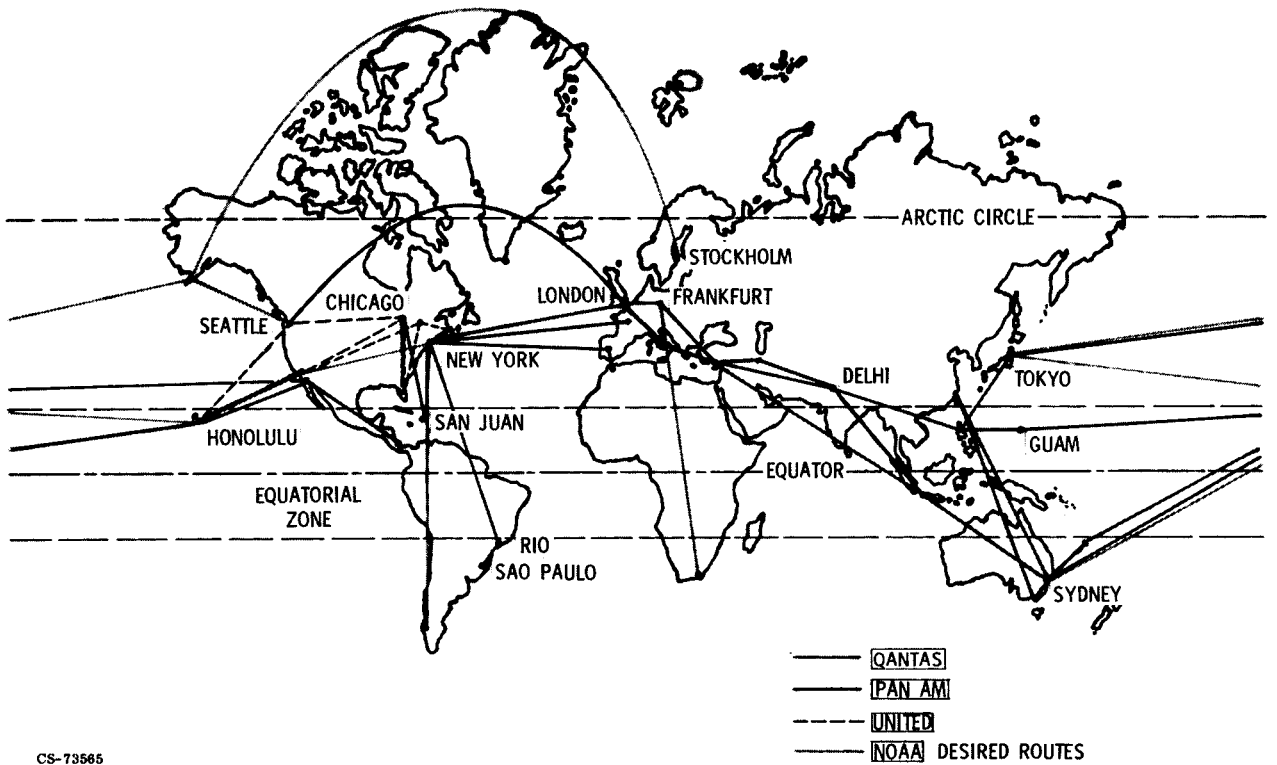 ARCTIC CIRCLE
STOCKHOLM
LONDON
FRANKFURT
CHICAGO
SEATTLE
NEW YORK
DELHI
TOKYO
HONOLULU
SAN JUAN
GUAM
EQUATOR
EQUATORIAL
ZONE
RIO
SAO PAULO
SYDNEY
QANTAS
PAN AM
UNITED
NOAA DESIRED ROUTES
CS-73565